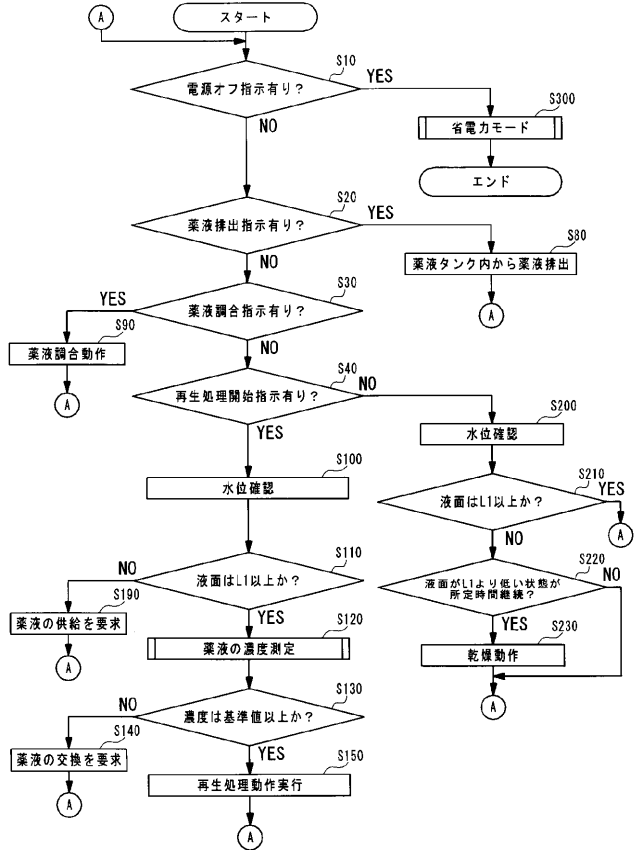 A
スタート
S10
電源オフ指示有り？
YES
NO
S300
省電力モード
エンド
S20
薬液排出指示有り？
YES
NO
S80
薬液タンク内から薬液排出
A
S30
薬液調合指示有り？
YES
NO
S90
薬液調合動作
A
S40
再生処理開始指示有り？
NO
YES
S200
水位確認
S100
水位確認
S210
液面はL1以上か？
YES
A
NO
S110
液面はL1以上か？
NO
YES
S220
液面がL1より低い状態が
所定時間継続？
NO
YES
S190
薬液の供給を要求
A
S120
薬液の濃度測定
S230
乾燥動作
A
S130
濃度は基準値以上か？
NO
YES
S140
薬液の交換を要求
A
S150
再生処理動作実行
A